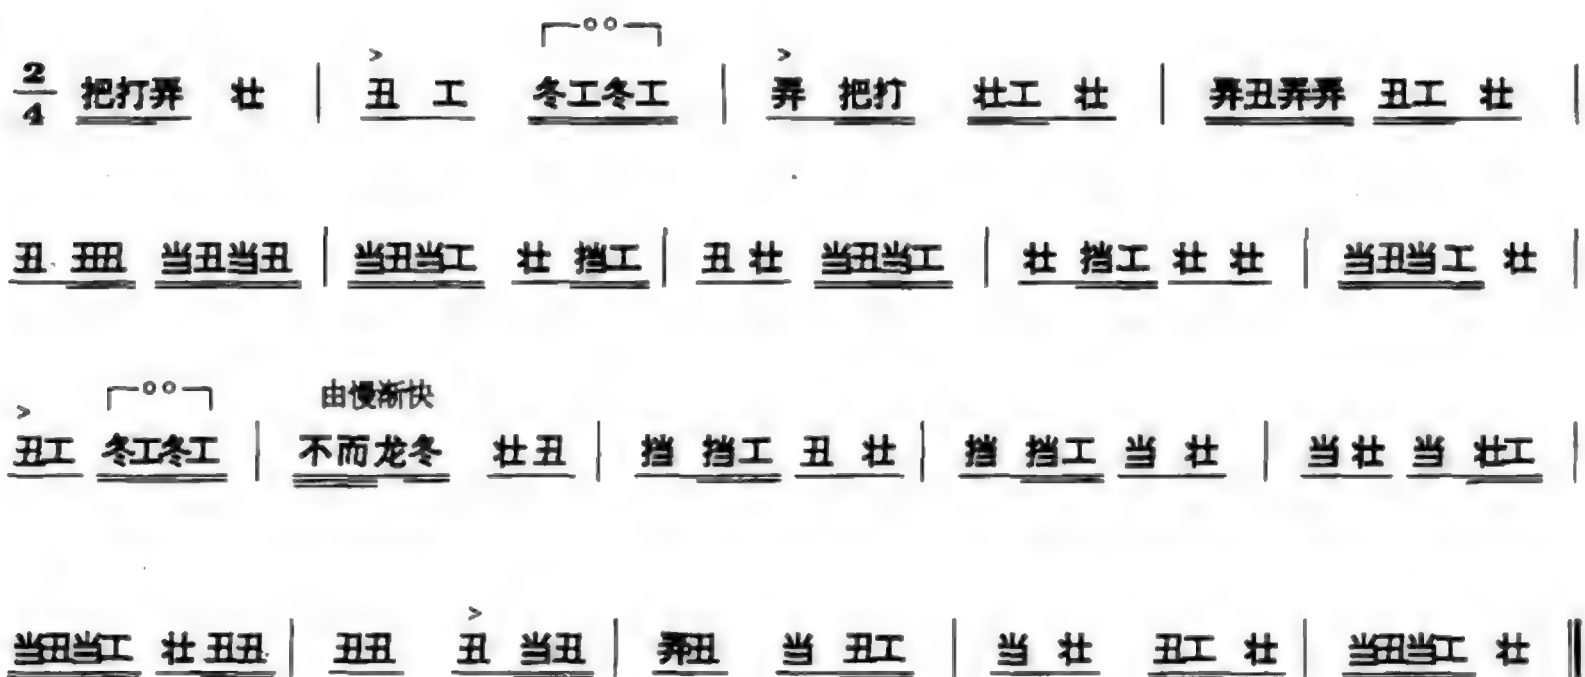 2/4 把打弄 壮 | 丑 工 冬工冬工 | 弄 把打 壮工 壮 | 弄丑弄弄 丑工 壮 |
丑 丑丑 当丑当丑 | 当丑当工 壮 挡工 | 丑 壮 当丑当工 | 壮 挡工 壮 壮 | 当丑当工 壮 |
由慢渐快
丑工 冬工冬工 | 不而龙冬 壮丑 | 挡 挡工 丑 壮 | 挡 挡工 当 壮 | 当壮 当 壮工 |
当丑当工 壮 丑丑 | 丑丑 丑 当丑 | 弄丑 当 丑工 | 当 壮 丑工 壮 | 当丑当工 壮 ‖